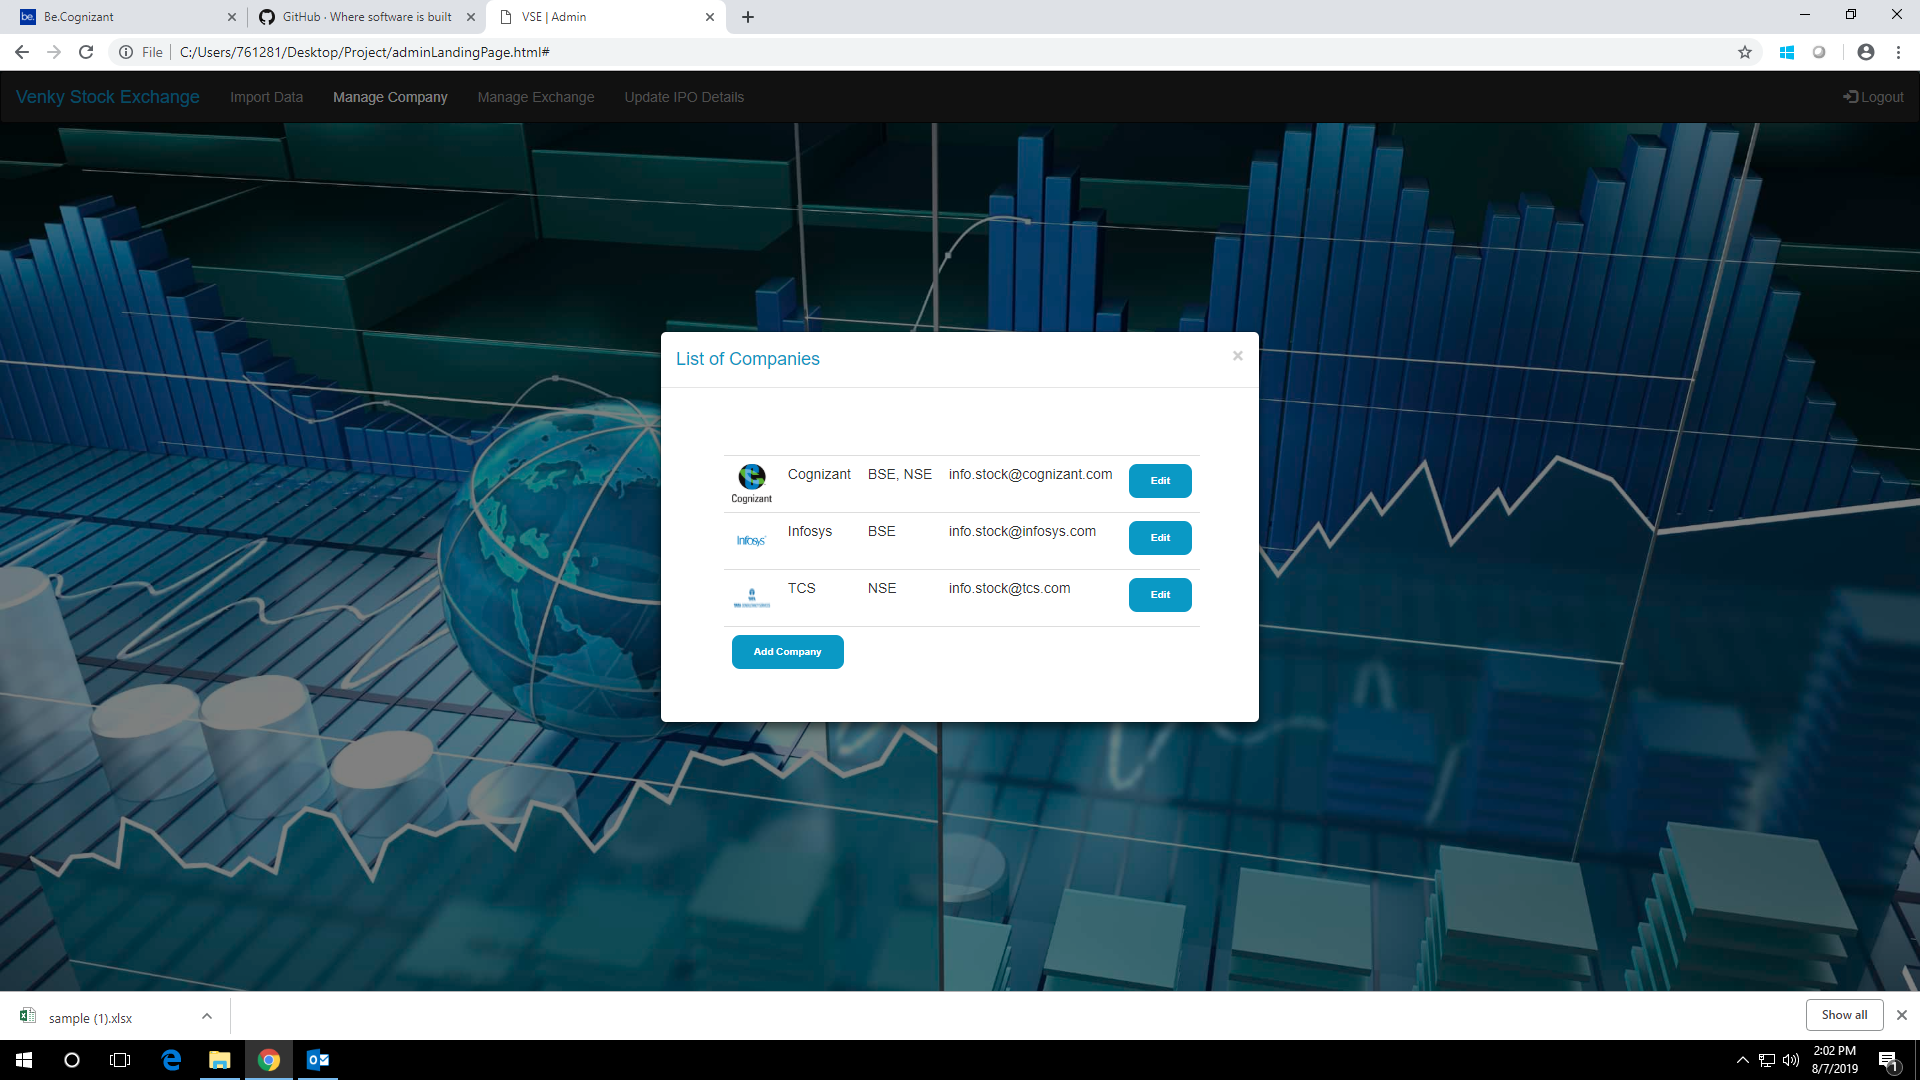 be. Be.Cognizant
GitHub · Where software is built
VSE | Admin
File C:/Users/761281/Desktop/Project/adminLandingPage.html#
Venky Stock Exchange Import Data Manage Company Manage Exchange Update IPO Details Logout
List of Companies ×
Cognizant Cognizant BSE, NSE info.stock@cognizant.com Edit
Infosys Infosys BSE info.stock@infosys.com Edit
TCS NSE info.stock@tcs.com Edit
Add Company
sample (1).xlsx Show all
2:02 PM
8/7/2019
1